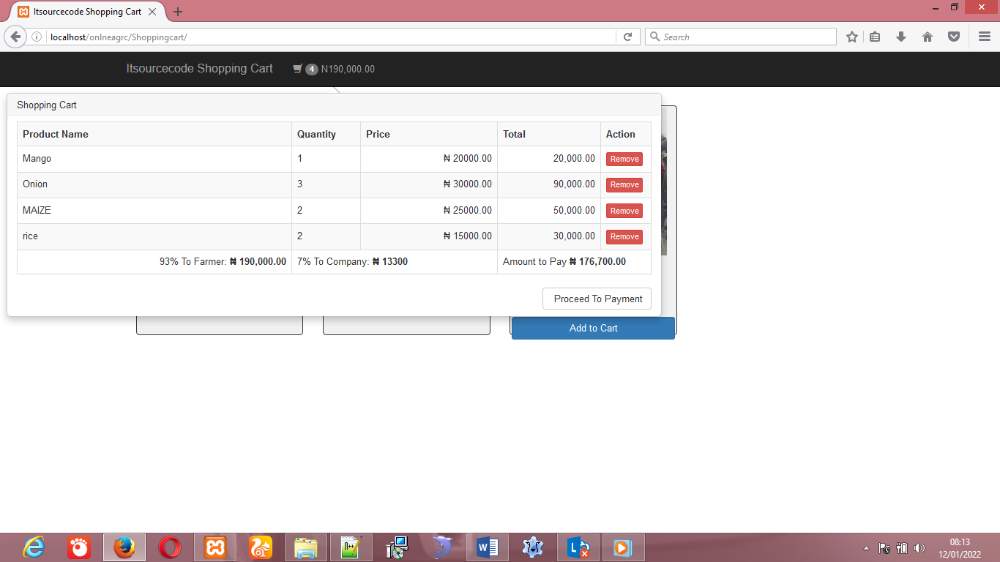 Itsourcecode Shopping Cart
localhost/onlneagrc/Shoppingcart/
Search
Itsourcecode Shopping Cart 4 N190,000.00
Shopping Cart
Product Name Quantity Price Total Action
Mango 1 ₦ 20000.00 20,000.00 Remove
Onion 3 ₦ 30000.00 90,000.00 Remove
MAIZE 2 ₦ 25000.00 50,000.00 Remove
rice 2 ₦ 15000.00 30,000.00 Remove
93% To Farmer: ₦ 190,000.00 7% To Company: ₦ 13300 Amount to Pay ₦ 176,700.00
Proceed To Payment
Add to Cart
08:13
12/01/2022